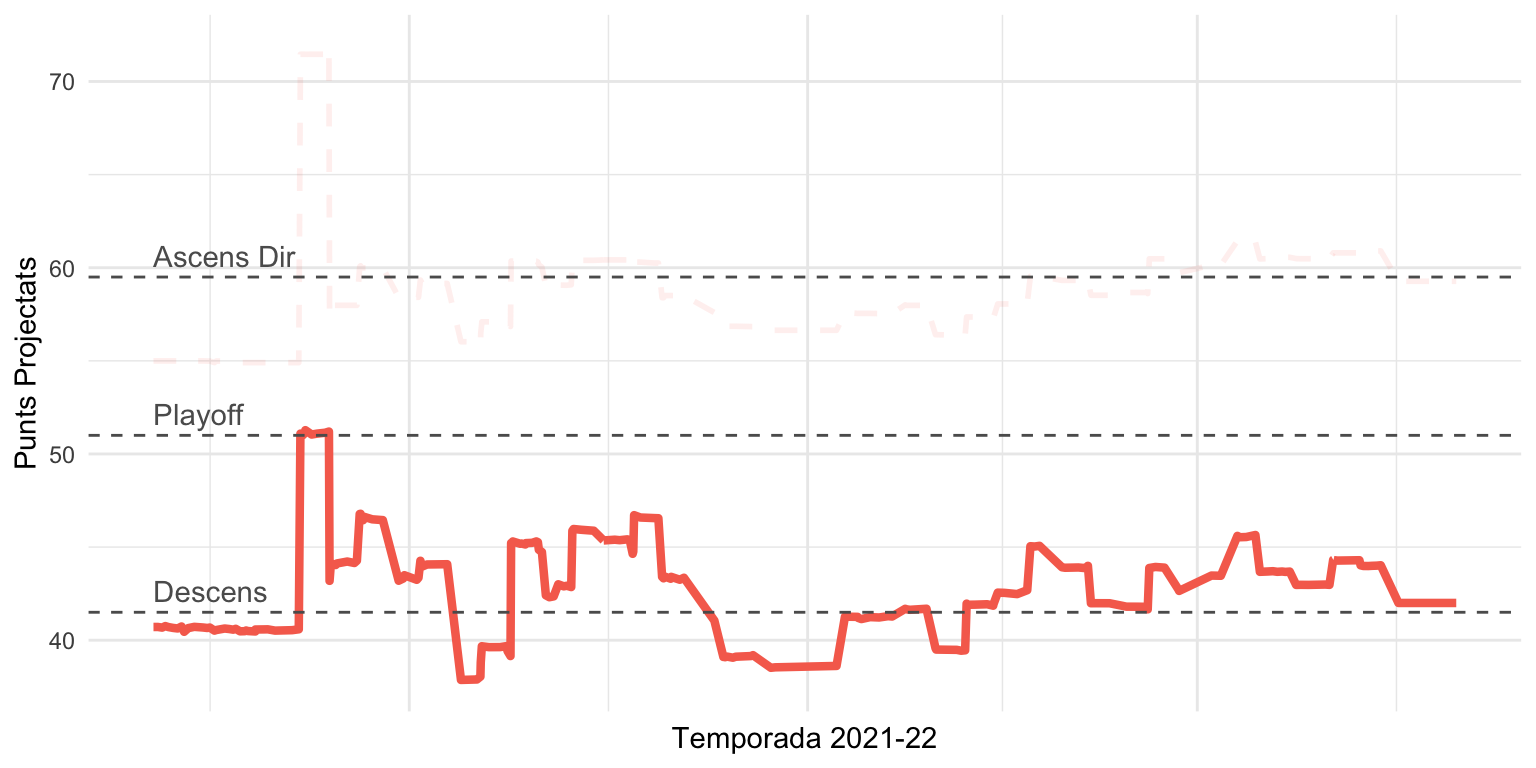 70
60
50
40
Punts Projectats
Ascens Dir
Playoff
Descens
Temporada 2021-22